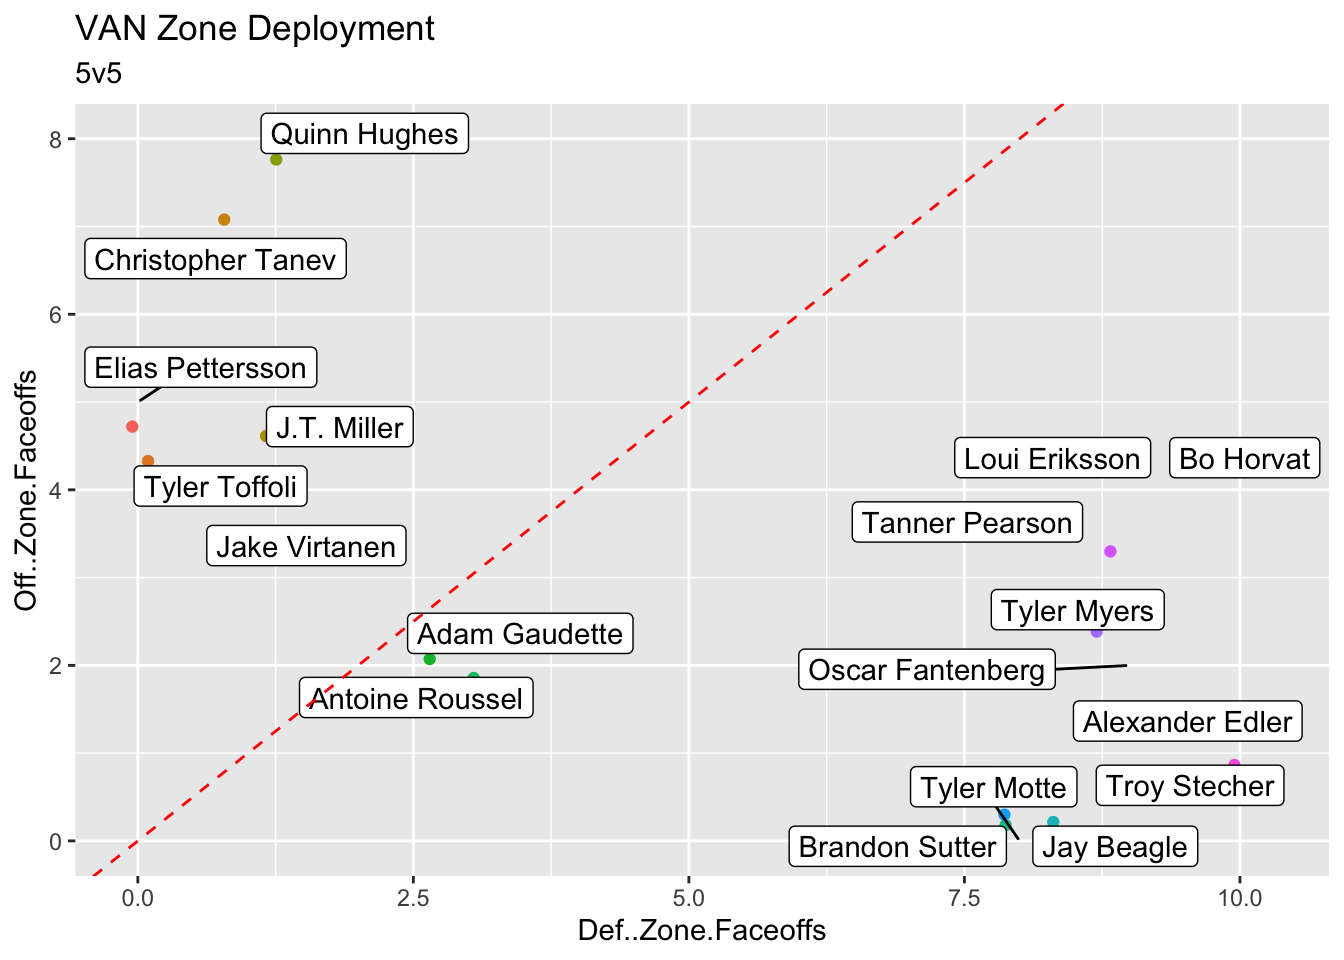 VAN Zone Deployment
5v5
Off..Zone.Faceoffs
8
6
4
2
0
Quinn Hughes
Christopher Tanev
Elias Pettersson
J.T. Miller
Loui Eriksson
Bo Horvat
Tyler Toffoli
Tanner Pearson
Jake Virtanen
Tyler Myers
Adam Gaudette
Oscar Fantenberg
Antoine Roussel
Alexander Edler
Tyler Motte
Troy Stecher
Brandon Sutter
Jay Beagle
0.0
2.5
5.0
7.5
10.0
Def..Zone.Faceoffs